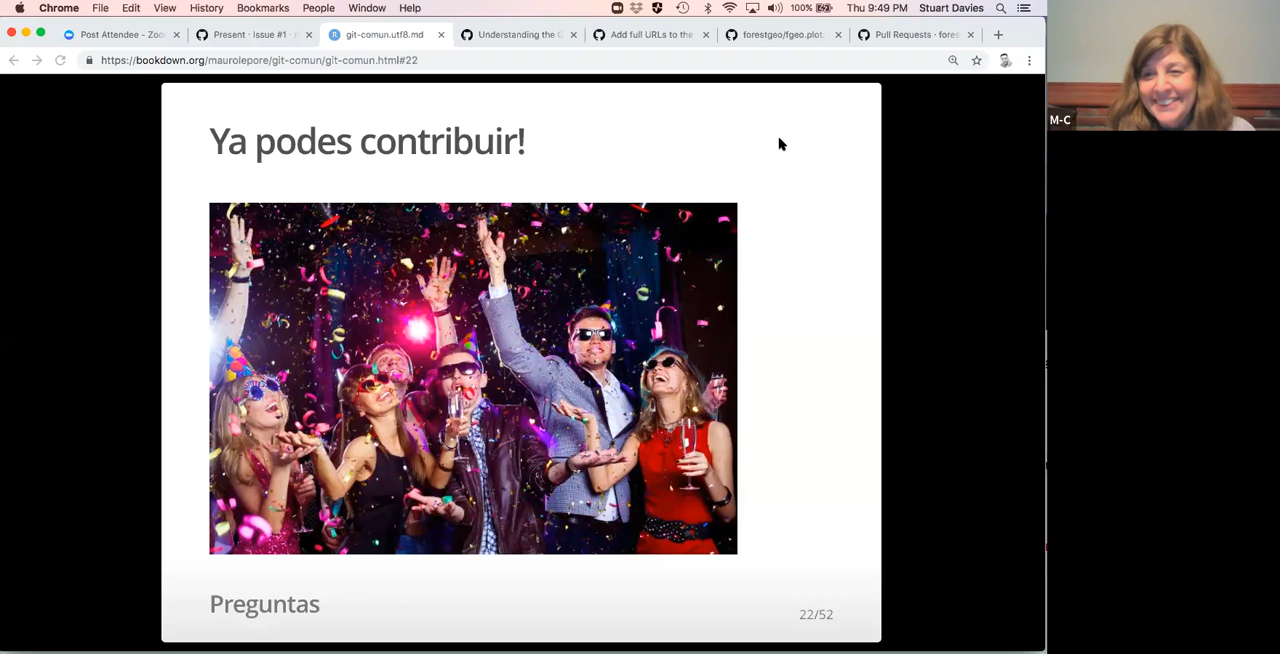 Chrome File Edit View History Bookmarks People Window Help 100% Thu 9:49 PM Stuart Davies
Post Attendee - Zoo
Present · Issue #1 ·
git-comun.utf8.md
Understanding the
Add full URLs to the
forestgeo/fgeo.plot.
Pull Requests · fores
https://bookdown.org/maurolepore/git-comun/git-comun.html#22
M-C
Ya podes contribuir!
Preguntas
22/52